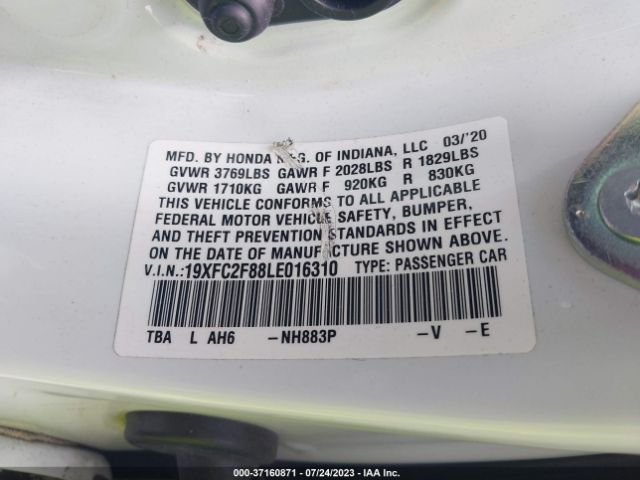 MFD. BY HONDA MFG. OF INDIANA, LLC 03/'20
GVWR 3769LBS GAWR F 2028LBS R 1829LBS
GVWR 1710KG GAWR F 920KG R 830KG
THIS VEHICLE CONFORMS TO ALL APPLICABLE
FEDERAL MOTOR VEHICLE SAFETY, BUMPER,
AND THEFT PREVENTION STANDARDS IN EFFECT
ON THE DATE OF MANUFACTURE SHOWN ABOVE.
V.I.N.:19XFC2F88LE016310 TYPE: PASSENGER CAR
TBA L AH6 -NH883P -V -E
000-37160871 / 07/24/2023 - IAA Inc.